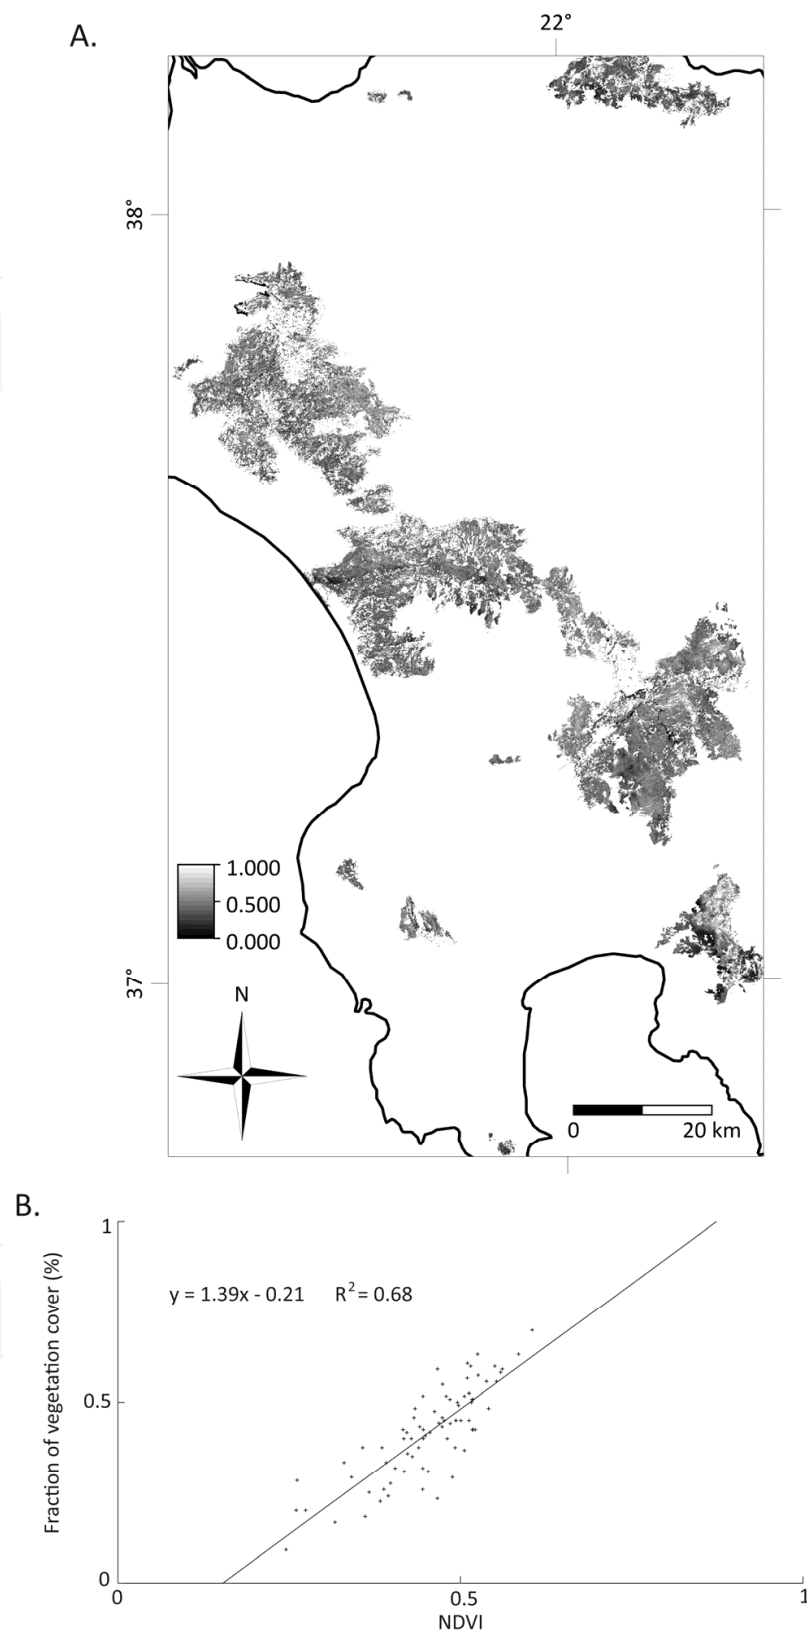 A.
22°
38°
1.000
0.500
0.000
37°
N
0 20 km
B.
1
Fraction of vegetation cover (%)
y = 1.39x - 0.21 R² = 0.68
0.5
0
0 0.5 1
NDVI